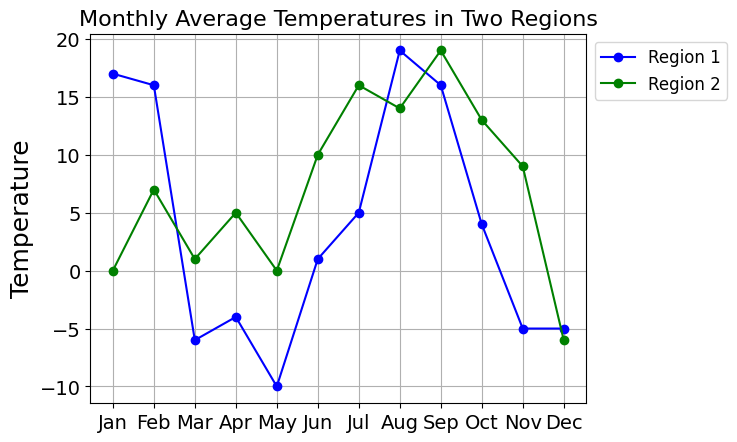 Monthly Average Temperatures in Two Regions
20
15
10
5
0
−5
−10
Temperature
Jan Feb Mar Apr May Jun Jul Aug Sep Oct Nov Dec
Region 1
Region 2